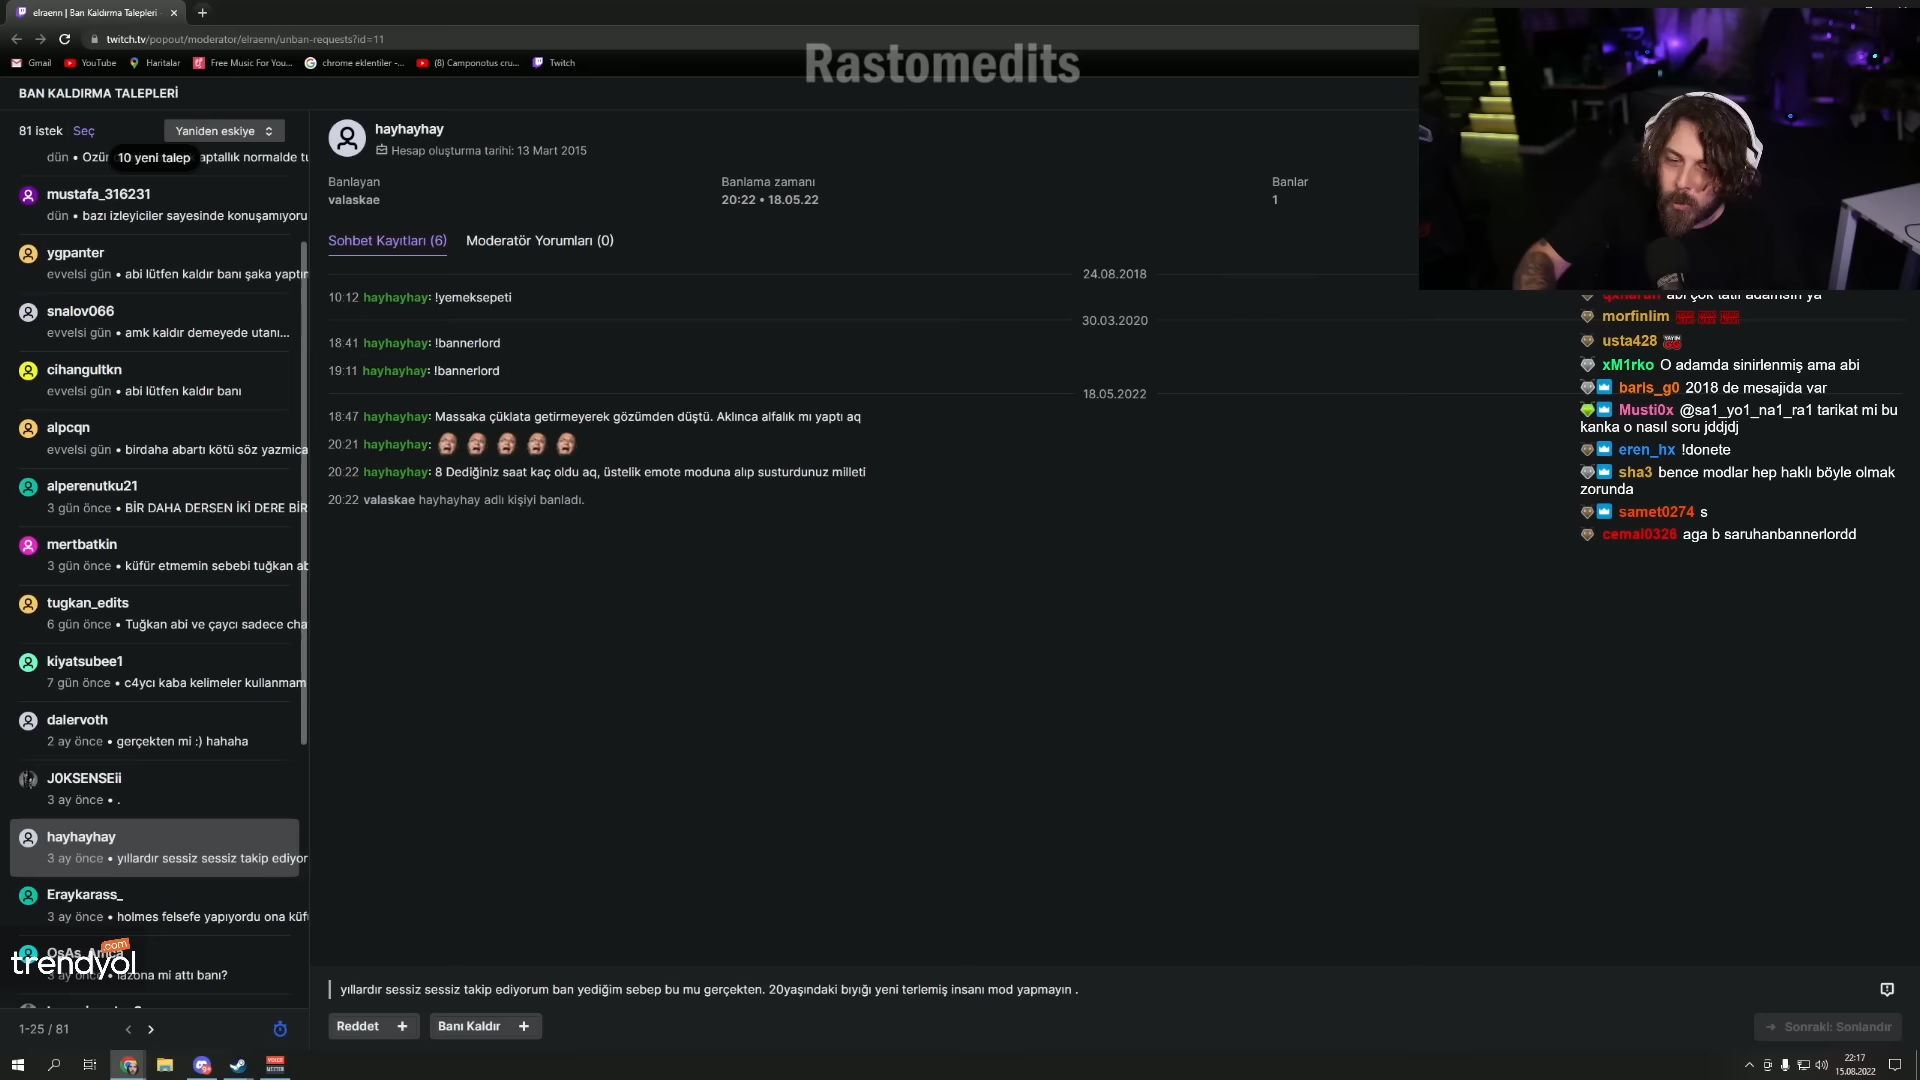 elraenn | Ban Kaldırma Talepleri
twitch.tv/popout/moderator/elraenn/unban-requests?id=11
Gmail
YouTube
Haritalar
Free Music For You...
chrome eklentiler -...
(8) Camponotus cru...
Twitch
Rastomedits
BAN KALDIRMA TALEPLERİ
81 istek Seç
Yaniden eskiye
10 yeni talep
mustafa_316231
dün • bazı izleyiciler sayesinde konuşamıyoru
ygpanter
evvelsi gün • abi lütfen kaldır banı şaka yaptır
snalov066
evvelsi gün • amk kaldır demeyede utanı...
cihangultkn
evvelsi gün • abi lütfen kaldır banı
alpcqn
evvelsi gün • birdaha abartı kötü söz yazmica
alperenutku21
3 gün önce • BİR DAHA DERSEN İKİ DERE BİR
mertbatkin
3 gün önce • küfür etmemin sebebi tuğkan ab
tugkan_edits
6 gün önce • Tuğkan abi ve çaycı sadece cha
kiyatsubee1
7 gün önce • c4ycı kaba kelimeler kullanmam
dalervoth
2 ay önce • gerçekten mi :) hahaha
J0KSENSEii
3 ay önce • .
hayhayhay
3 ay önce • yıllardır sessiz sessiz takip ediyor
Eraykarass_
3 ay önce • holmes felsefe yapıyordu ona küf
OsAs_Amca
3 ay önce • lazona mi attı banı?
trendyol
.com
1-25 / 81
hayhayhay
Hesap oluşturma tarihi: 13 Mart 2015
Banlayan
valaskae
Banlama zamanı
20:22 • 18.05.22
Banlar
1
Sohbet Kayıtları (6)
Moderatör Yorumları (0)
24.08.2018
10:12 hayhayhay: !yemeksepeti
30.03.2020
18:41 hayhayhay: !bannerlord
19:11 hayhayhay: !bannerlord
18.05.2022
18:47 hayhayhay: Massaka çüklata getirmeyerek gözümden düştü. Aklınca alfalık mı yaptı aq
20:21 hayhayhay:
20:22 hayhayhay: 8 Dediğiniz saat kaç oldu aq, üstelik emote moduna alıp susturdunuz milleti
20:22 valaskae hayhayhay adlı kişiyi banladı.
abi çok tatlı adamsın ya
morfinlim
usta428
xM1rko O adamda sinirlenmiş ama abi
baris_g0 2018 de mesajida var
Musti0x @sa1_yo1_na1_ra1 tarikat mi bu
kanka o nasıl soru jddjdj
eren_hx !donete
sha3 bence modlar hep haklı böyle olmak
zorunda
samet0274 s
cemal0326 aga b saruhanbannerlordd
yıllardır sessiz sessiz takip ediyorum ban yediğim sebep bu mu gerçekten. 20yaşındaki bıyığı yeni terlemiş insanı mod yapmayın .
Reddet +
Banı Kaldır +
Sonraki: Sonlandır
22:17
15.08.2022